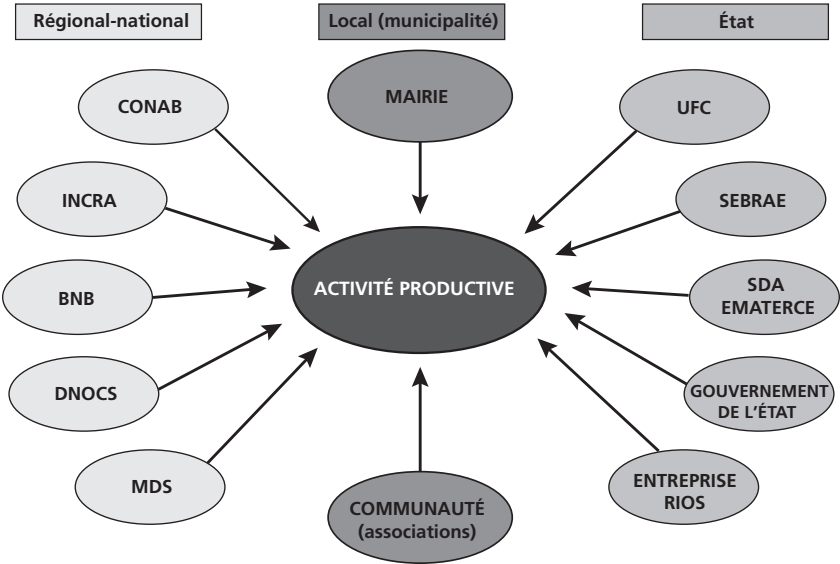 Régional-national
Local (municipalité)
État
CONAB
MAIRIE
UFC
INCRA
SEBRAE
BNB
ACTIVITÉ PRODUCTIVE
SDA
EMATERCE
DNOCS
GOUVERNEMENT
DE L'ÉTAT
MDS
COMMUNAUTÉ
(associations)
ENTREPRISE
RIOS